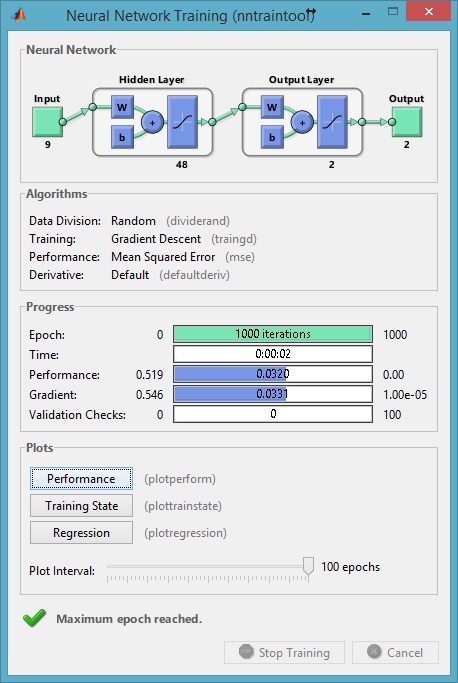 Neural Network Training (nntraintool)
Neural Network
Hidden Layer
Output Layer
Input
Output
W
W
b
b
+
+
9
48
2
2
Algorithms
Data Division: Random (dividerand)
Training: Gradient Descent (traingd)
Performance: Mean Squared Error (mse)
Derivative: Default (defaultderiv)
Progress
Epoch: 0 1000 iterations 1000
Time: 0:00:02
Performance: 0.519 0.0320 0.00
Gradient: 0.546 0.0331 1.00e-05
Validation Checks: 0 0 100
Plots
Performance (plotperform)
Training State (plottrainstate)
Regression (plotregression)
Plot Interval: 100 epochs
Maximum epoch reached.
Stop Training Cancel